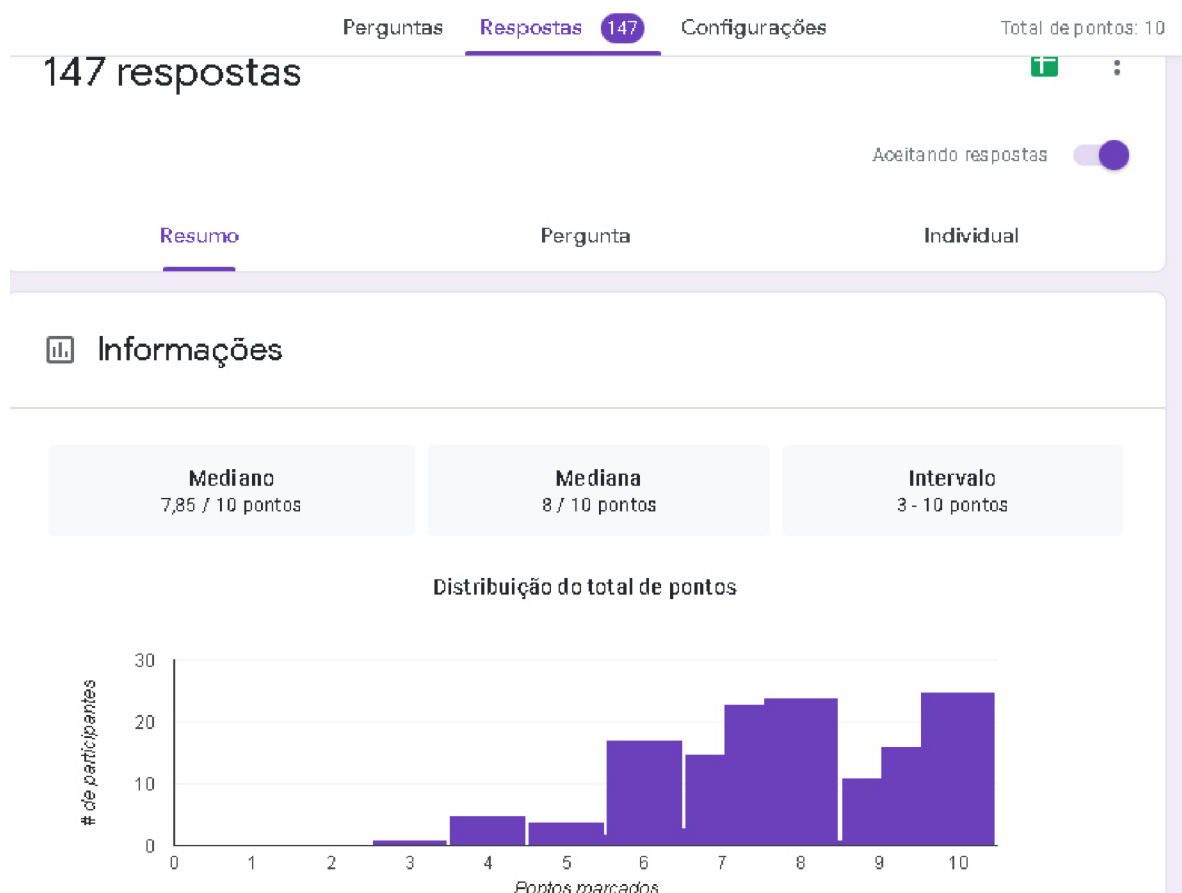 Perguntas Respostas 147 Configurações Total de pontos: 10
147 respostas
Aceitando respostas
Resumo Pergunta Individual
Informações
Mediano Mediana Intervalo
7,85 / 10 pontos 8 / 10 pontos 3 - 10 pontos
Distribuição do total de pontos
30
20
10
0
# de participantes
0 1 2 3 4 5 6 7 8 9 10
Pontos marcados